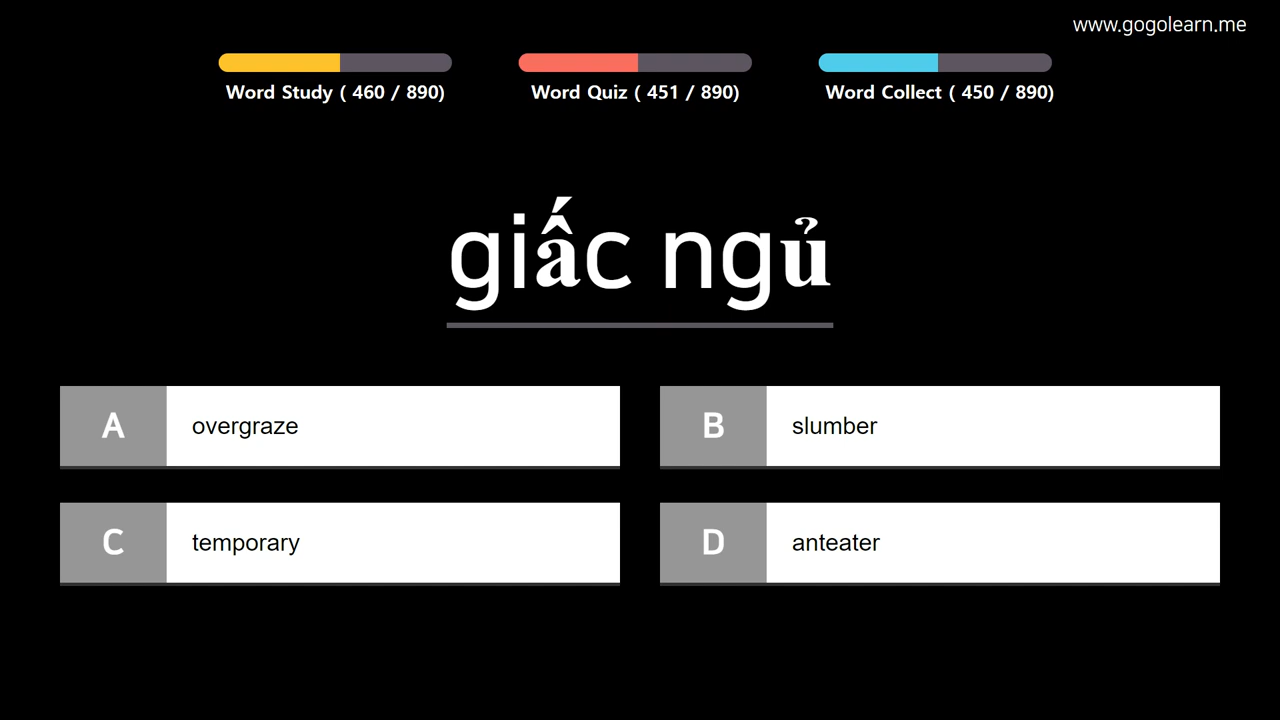 www.gogolearn.me
Word Study ( 460 / 890)
Word Quiz ( 451 / 890)
Word Collect ( 450 / 890)
giấc ngủ
A overgraze
B slumber
C temporary
D anteater